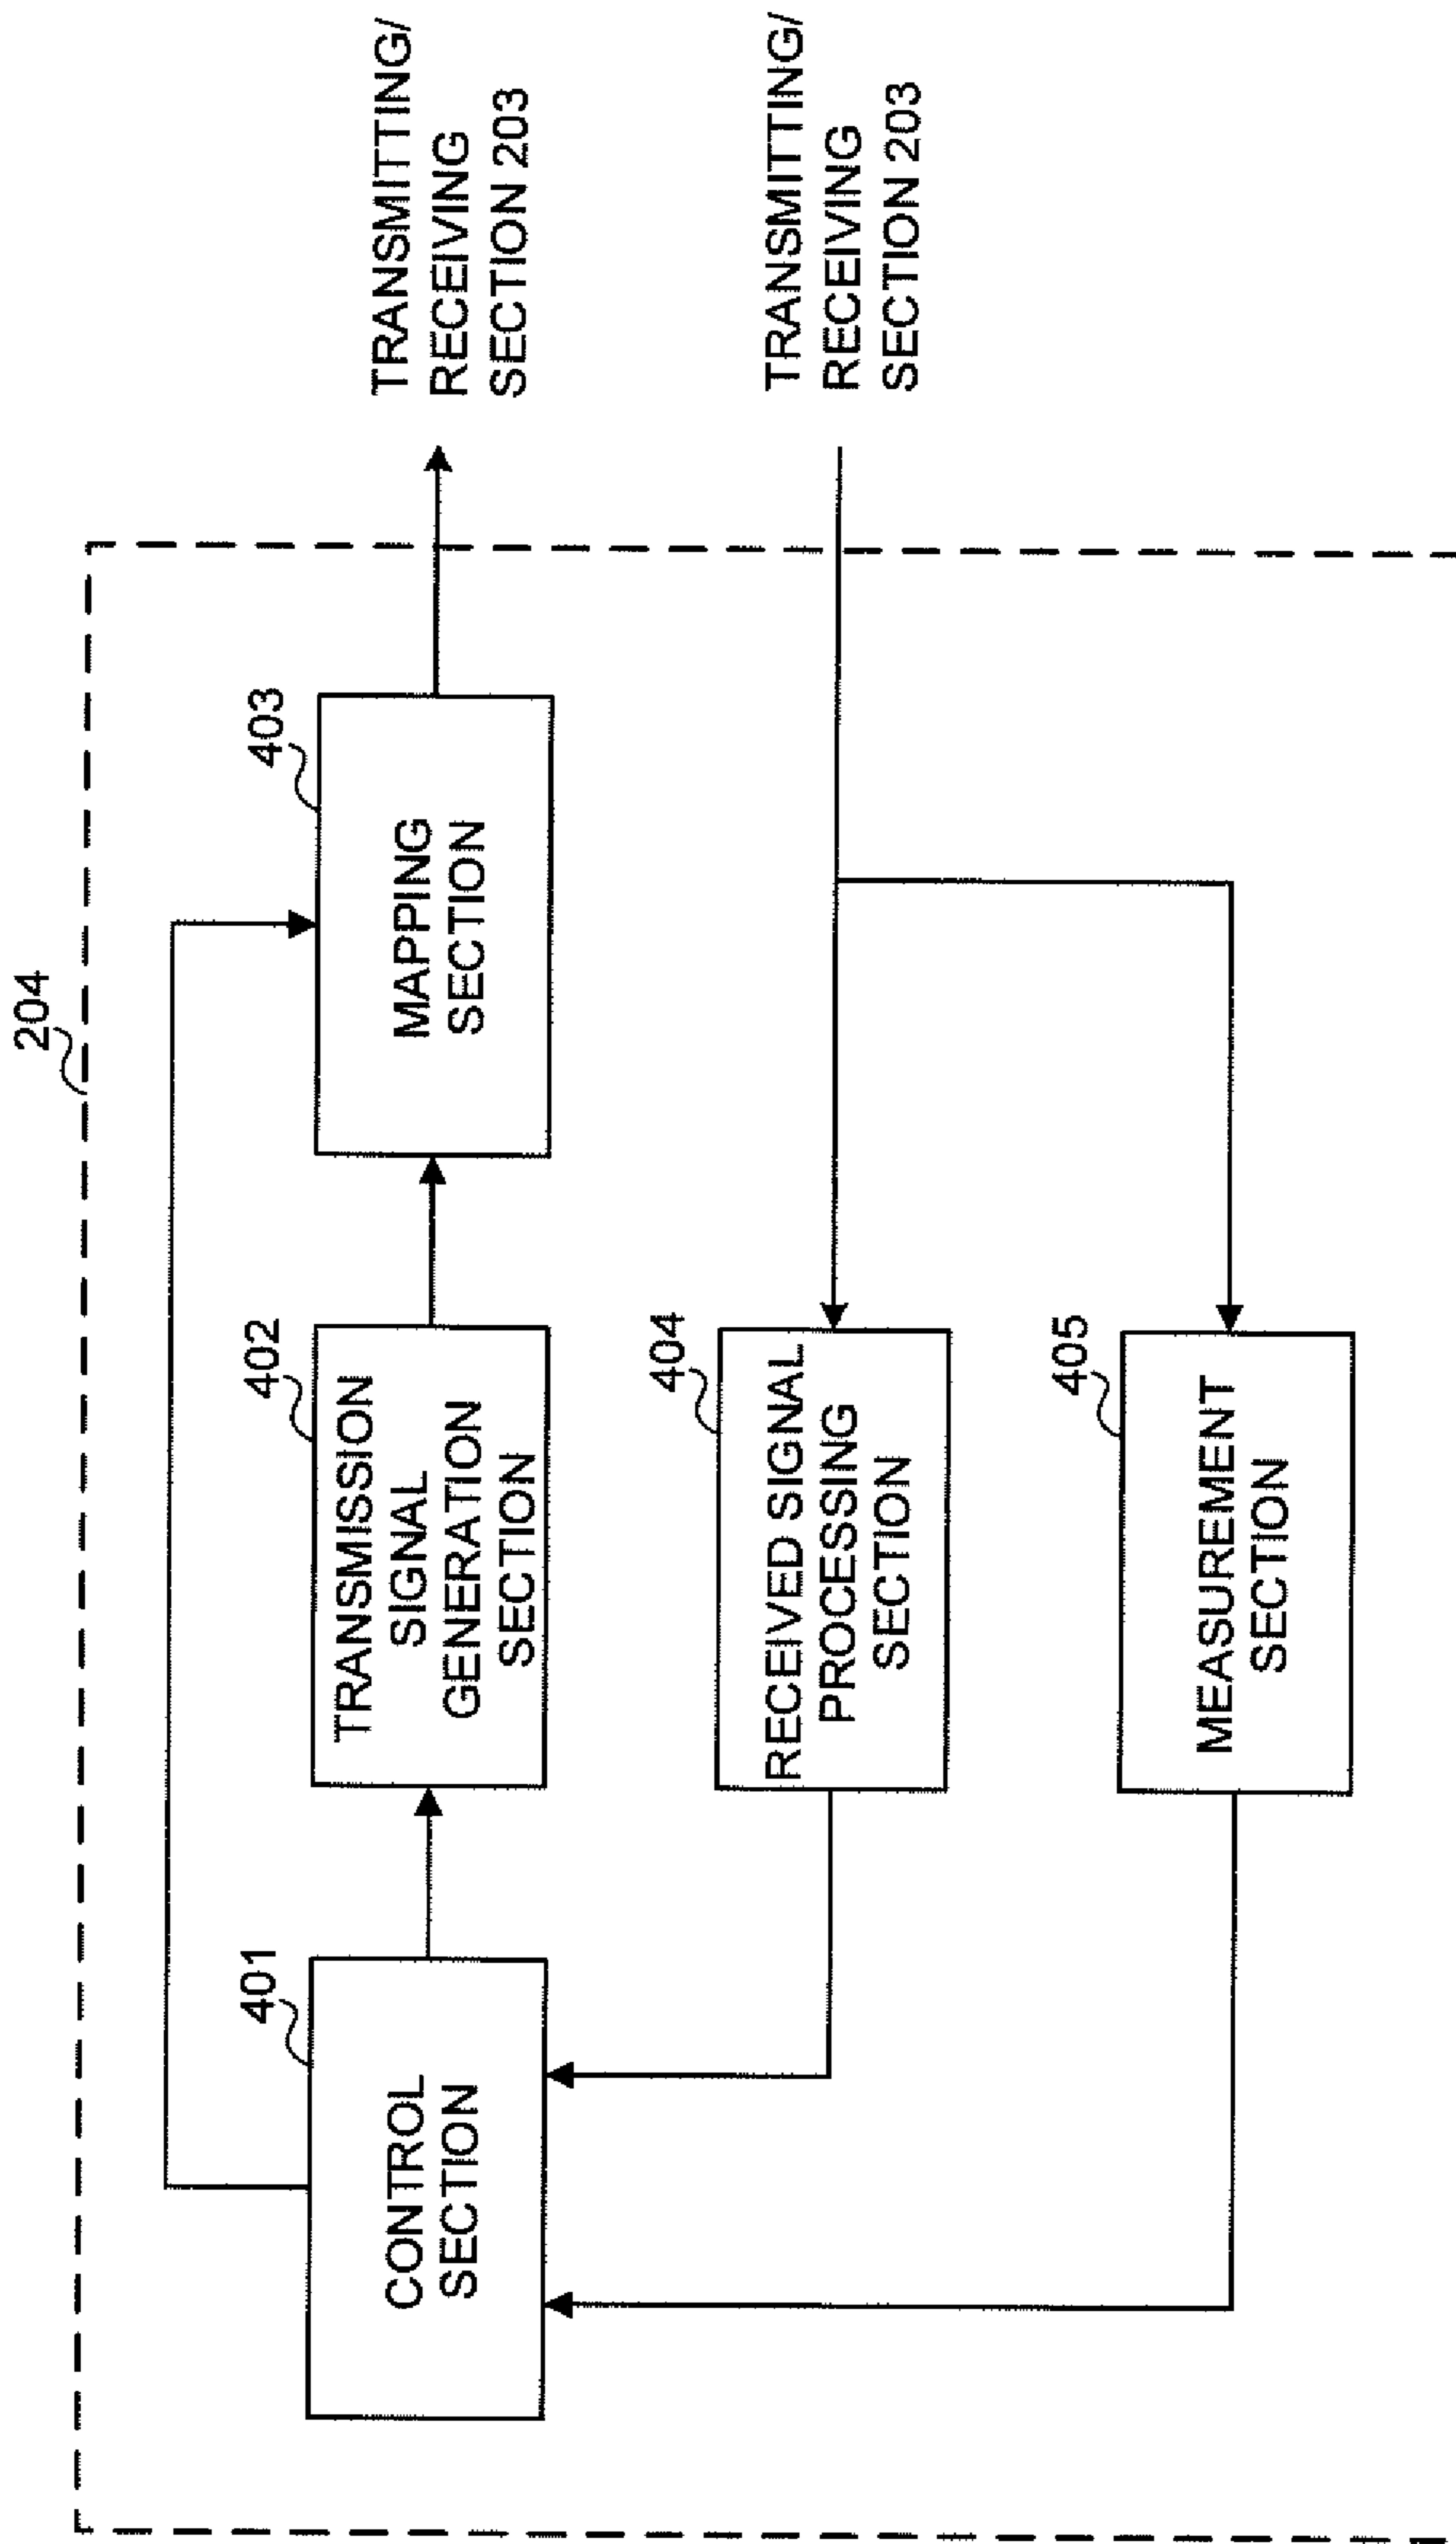 204
401
CONTROL
SECTION
402
TRANSMISSION
SIGNAL
GENERATION
SECTION
403
MAPPING
SECTION
TRANSMITTING/
RECEIVING
SECTION 203
404
RECEIVED SIGNAL
PROCESSING
SECTION
TRANSMITTING/
RECEIVING
SECTION 203
405
MEASUREMENT
SECTION